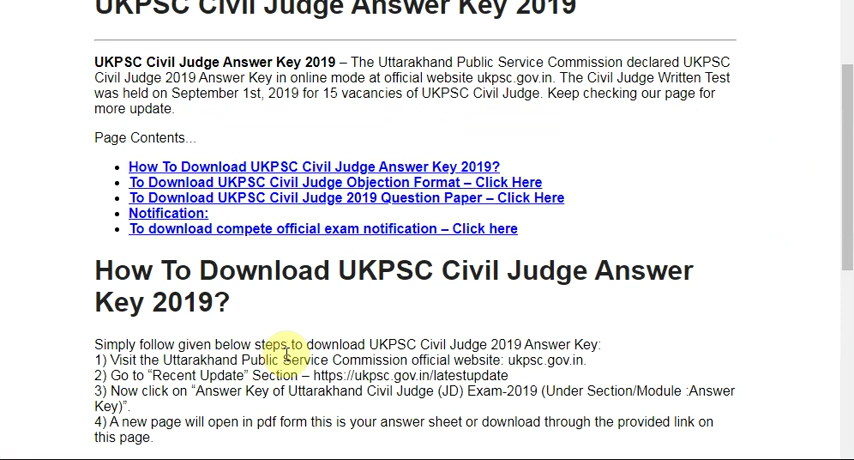 UKPSC Civil Judge Answer Key 2019
UKPSC Civil Judge Answer Key 2019 – The Uttarakhand Public Service Commission declared UKPSC
Civil Judge 2019 Answer Key in online mode at official website ukpsc.gov.in. The Civil Judge Written Test
was held on September 1st, 2019 for 15 vacancies of UKPSC Civil Judge. Keep checking our page for
more update.
Page Contents...
How To Download UKPSC Civil Judge Answer Key 2019?
To Download UKPSC Civil Judge Objection Format – Click Here
To Download UKPSC Civil Judge 2019 Question Paper – Click Here
Notification:
To download compete official exam notification – Click here
How To Download UKPSC Civil Judge Answer
Key 2019?
Simply follow given below steps to download UKPSC Civil Judge 2019 Answer Key:
1) Visit the Uttarakhand Public Service Commission official website: ukpsc.gov.in.
2) Go to “Recent Update” Section – https://ukpsc.gov.in/latestupdate
3) Now click on “Answer Key of Uttarakhand Civil Judge (JD) Exam-2019 (Under Section/Module :Answer
Key)”.
4) A new page will open in pdf form this is your answer sheet or download through the provided link on
this page.